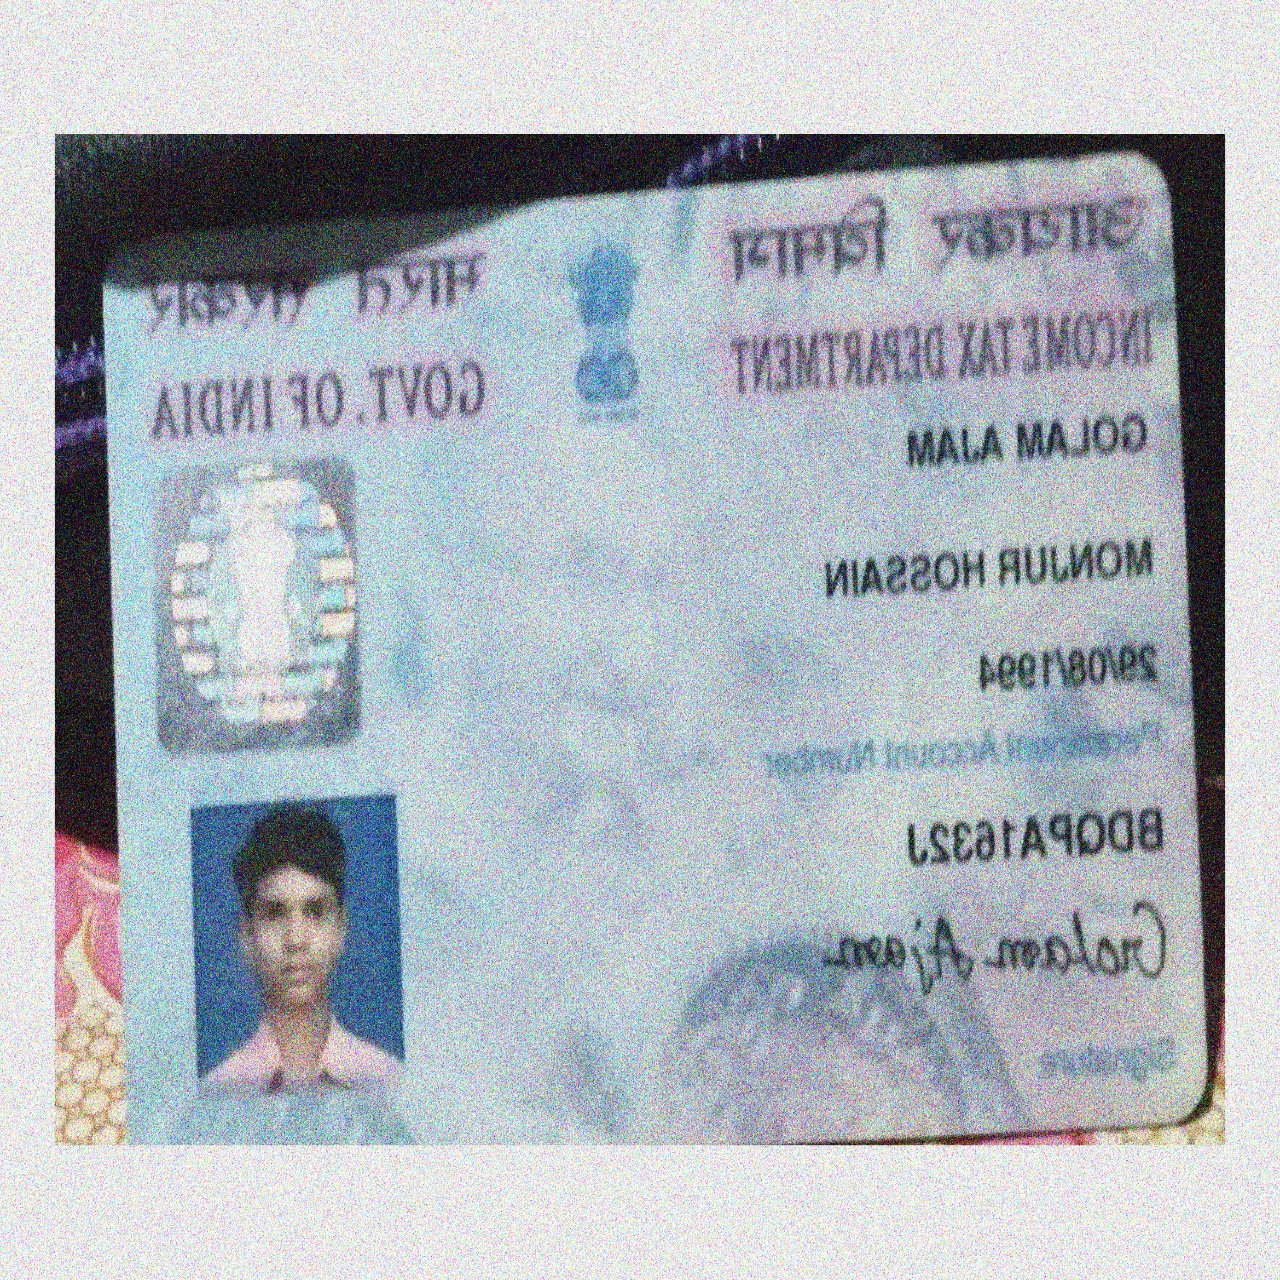 आयकर विभाग
INCOME TAX DEPARTMENT
भारत सरकार
GOVT. OF INDIA
GOLAM AJAM
MONJUR HOSSAIN
29/08/1994
Permanent Account Number
BDQPA1632J
Golam Ajam
Signature